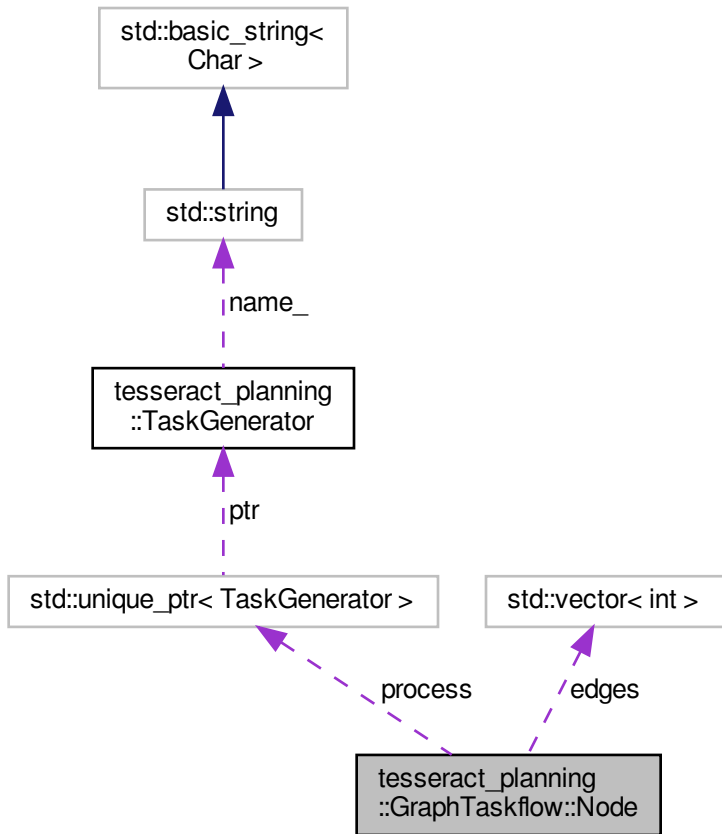 std::basic_string<
Char >
std::string
name_
tesseract_planning
::TaskGenerator
ptr
std::unique_ptr< TaskGenerator >
std::vector< int >
process
edges
tesseract_planning
::GraphTaskflow::Node